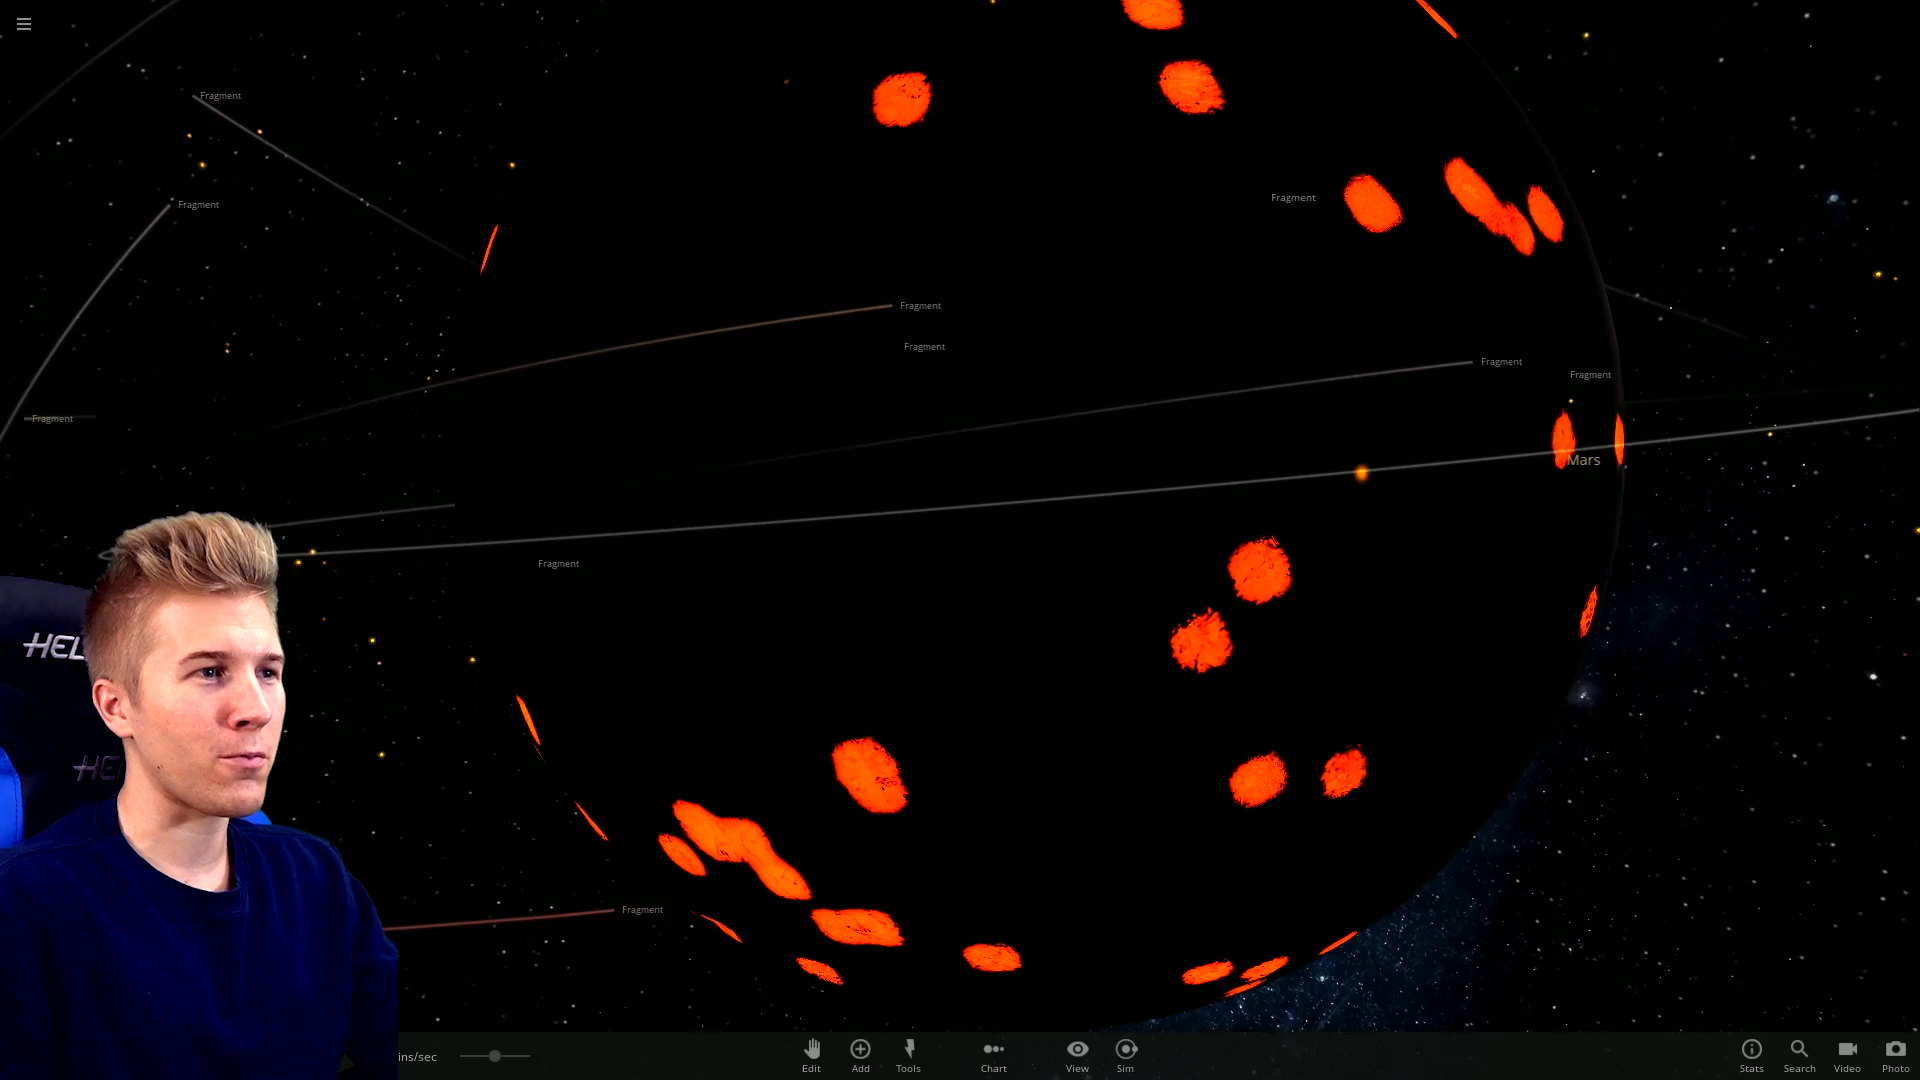 Fragment
Fragment
Fragment
Fragment
Fragment
Fragment
Fragment
Fragment
Mars
Fragment
HEL
HE
Fragment
ins/sec
Edit
Add
Tools
Chart
View
Sim
Stats
Search
Video
Photo